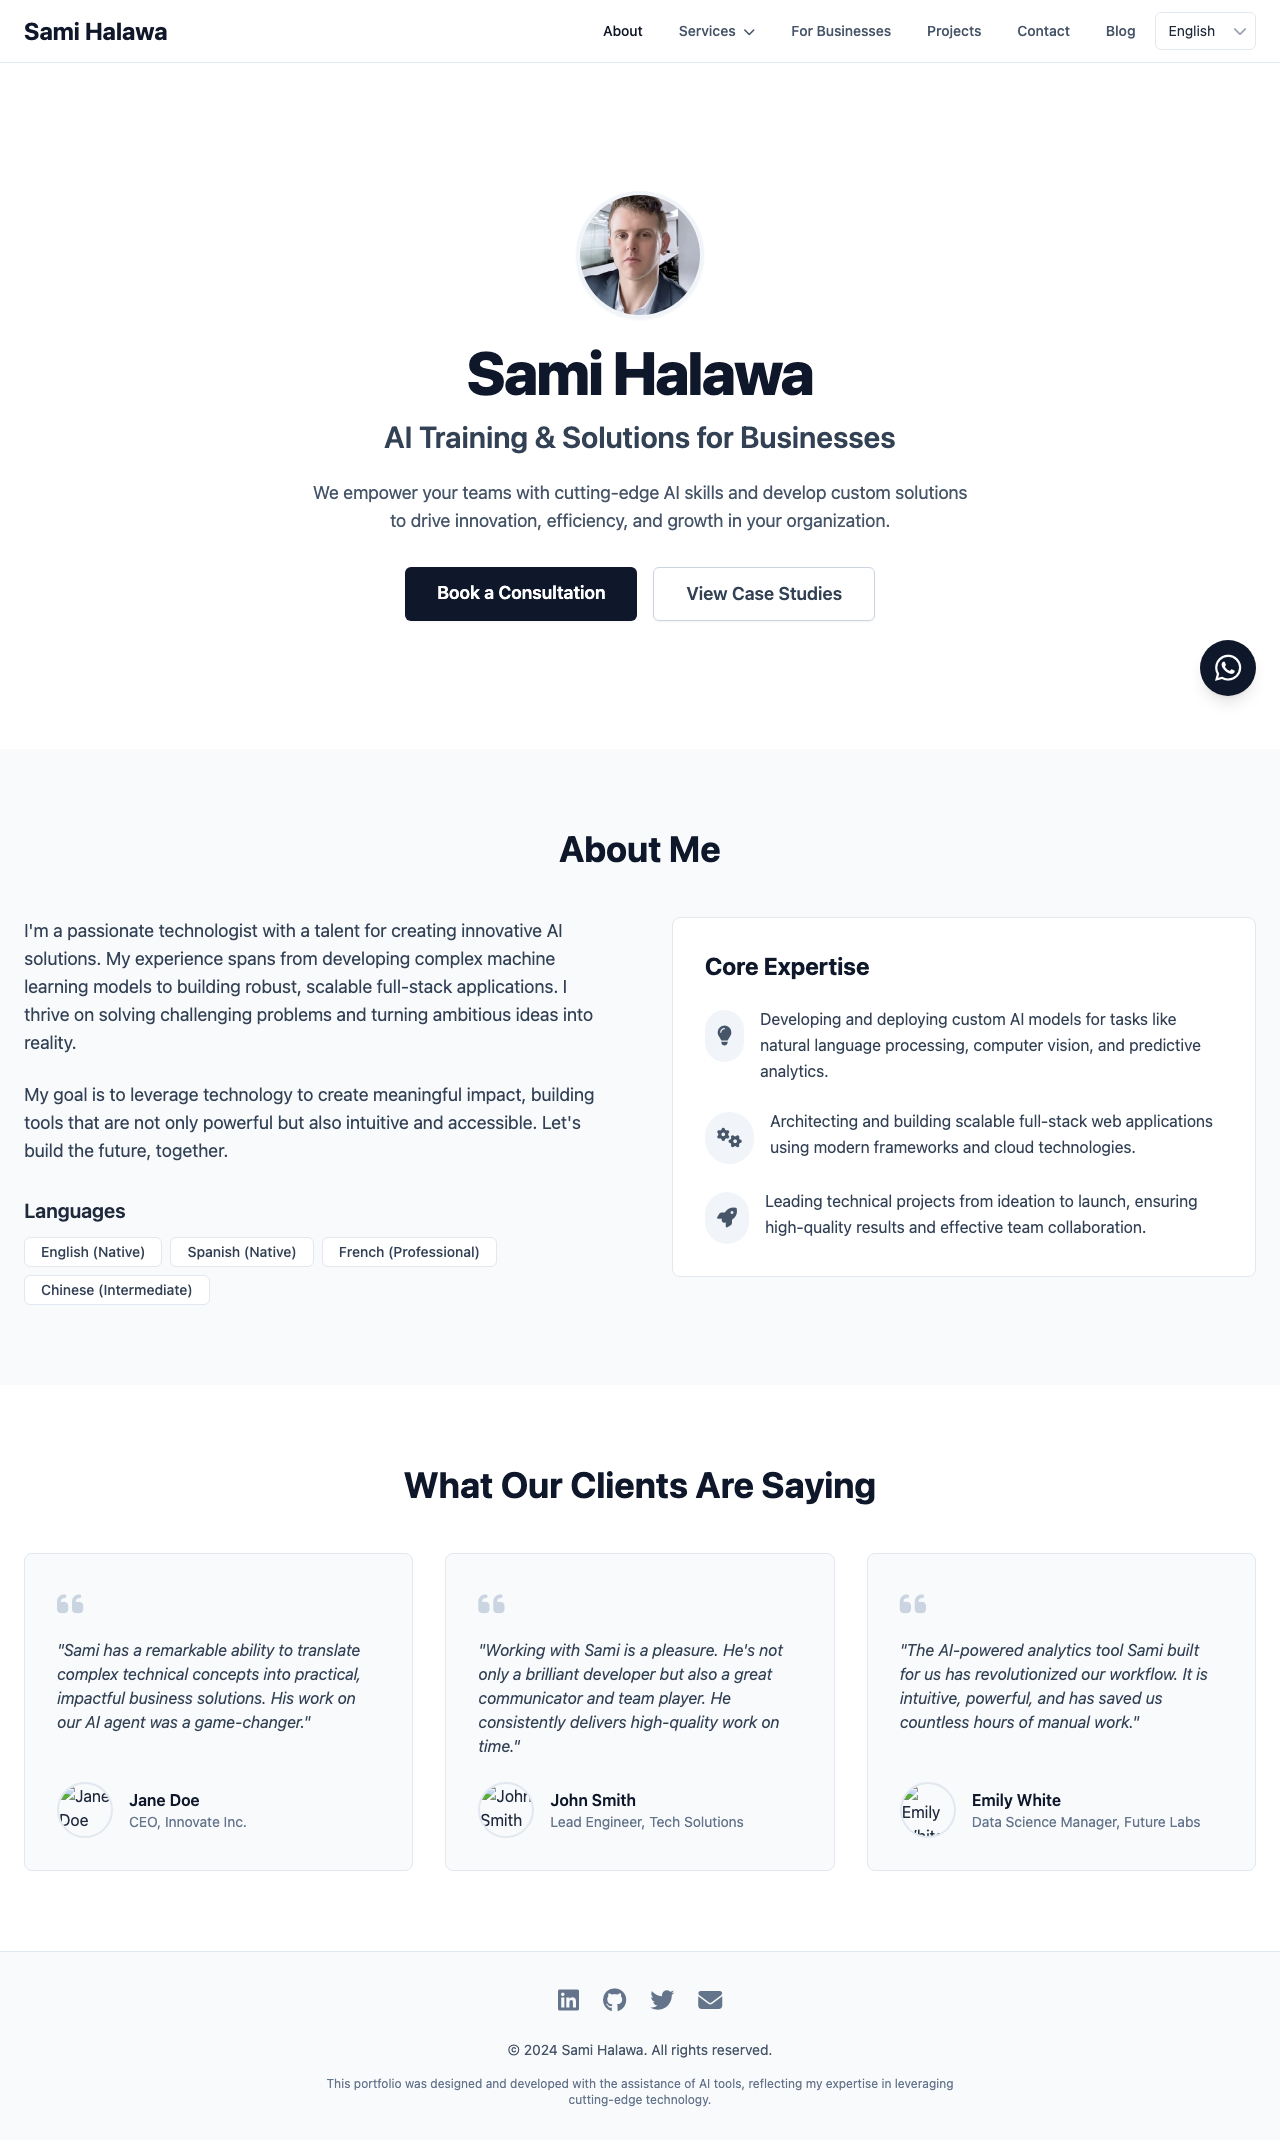 Sami Halawa
About
Services
For Businesses
Projects
Contact
Blog
English
Sami Halawa
AI Training & Solutions for Businesses
We empower your teams with cutting-edge AI skills and develop custom solutions
to drive innovation, efficiency, and growth in your organization.
Book a Consultation
View Case Studies
About Me
I'm a passionate technologist with a talent for creating innovative AI
solutions. My experience spans from developing complex machine
learning models to building robust, scalable full-stack applications. I
thrive on solving challenging problems and turning ambitious ideas into
reality.
My goal is to leverage technology to create meaningful impact, building
tools that are not only powerful but also intuitive and accessible. Let's
build the future, together.
Languages
English (Native)
Spanish (Native)
French (Professional)
Chinese (Intermediate)
Core Expertise
Developing and deploying custom AI models for tasks like
natural language processing, computer vision, and predictive
analytics.
Architecting and building scalable full-stack web applications
using modern frameworks and cloud technologies.
Leading technical projects from ideation to launch, ensuring
high-quality results and effective team collaboration.
What Our Clients Are Saying
"Sami has a remarkable ability to translate
complex technical concepts into practical,
impactful business solutions. His work on
our AI agent was a game-changer."
Jane
Doe
Jane Doe
CEO, Innovate Inc.
"Working with Sami is a pleasure. He's not
only a brilliant developer but also a great
communicator and team player. He
consistently delivers high-quality work on
time."
John
Smith
John Smith
Lead Engineer, Tech Solutions
"The AI-powered analytics tool Sami built
for us has revolutionized our workflow. It is
intuitive, powerful, and has saved us
countless hours of manual work."
Emily
White
Emily White
Data Science Manager, Future Labs
© 2024 Sami Halawa. All rights reserved.
This portfolio was designed and developed with the assistance of AI tools, reflecting my expertise in leveraging
cutting-edge technology.